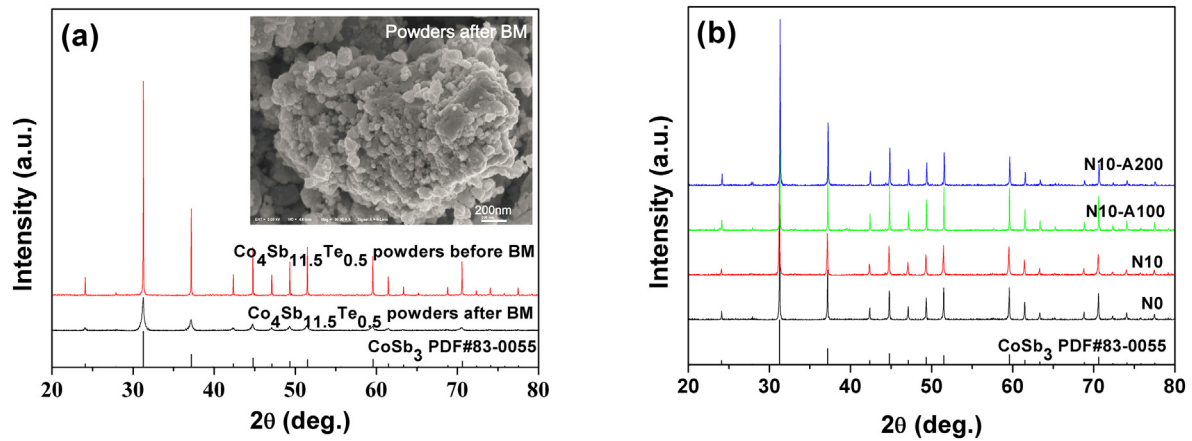 (a)
Powders after BM
200nm
Co4Sb11.5Te0.5 powders before BM
Co4Sb11.5Te0.5 powders after BM
CoSb3 PDF#83-0055
20 30 40 50 60 70 80
2θ (deg.)
Intensity (a.u.)
(b)
N10-A200
N10-A100
N10
N0
CoSb3 PDF#83-0055
20 30 40 50 60 70 80
2θ (deg.)
Intensity (a.u.)